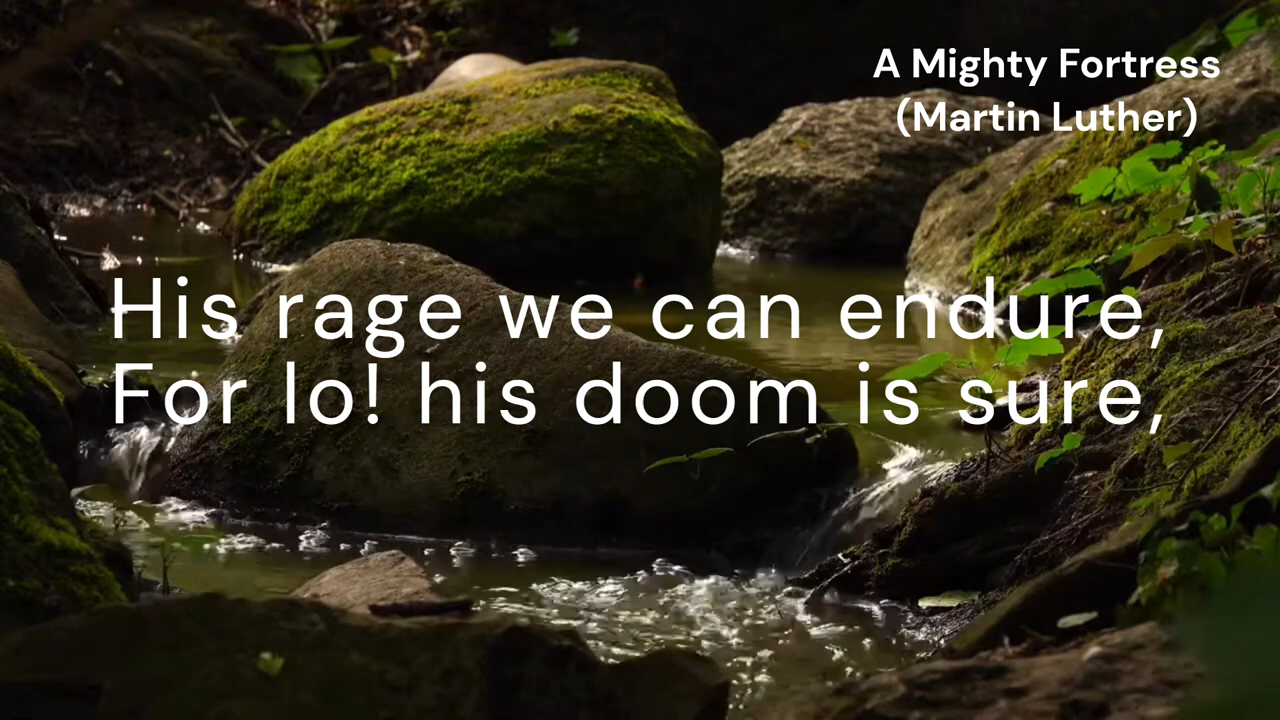 A Mighty Fortress
(Martin Luther)
His rage we can endure,
For lo! his doom is sure,